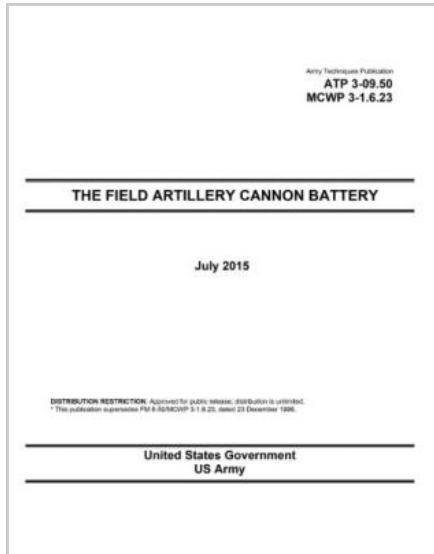 Army Techniques Publication
ATP 3-09.50
MCWP 3-1.6.23
THE FIELD ARTILLERY CANNON BATTERY
July 2015
DISTRIBUTION RESTRICTION: Approved for public release; distribution is unlimited.
* This publication supersedes FM 6-50/MCWP 3-1.6.23, dated 23 December 1996.
United States Government
US Army